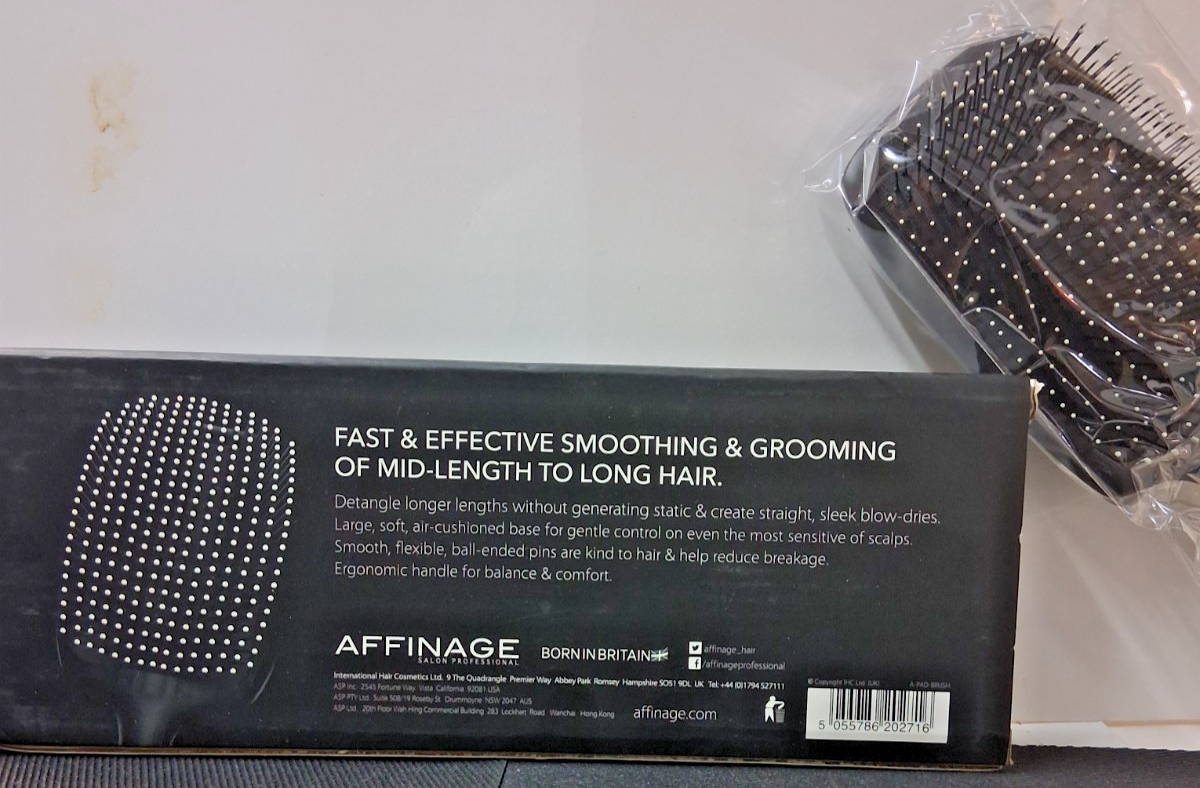 FAST & EFFECTIVE SMOOTHING & GROOMING
OF MID-LENGTH TO LONG HAIR.
Detangle longer lengths without generating static & create straight, sleek blow-dries.
Large, soft, air-cushioned base for gentle control on even the most sensitive of scalps.
Smooth, flexible, ball-ended pins are kind to hair & help reduce breakage.
Ergonomic handle for balance & comfort.
AFFINAGE
SALON PROFESSIONAL
BORN IN BRITAIN
affinage_hair
/affinageprofessional
International Hair Cosmetics Ltd. 9 The Quadrangle Premier Way Abbey Park Romsey Hampshire SO51 9DL UK Tel: +44 (0)1794 527111
ASP Inc. 2545 Fortune Way Vista California 92081 USA
ASP PTY Ltd. Suite 508/19 Roseby St Drummoyne NSW 2047 AUS
ASP Ltd. 20th Floor Wah Hing Commercial Building 283 Lockhart Road Wanchai Hong Kong
affinage.com
© Copyright IHC Ltd. (UK) A-PAD-BRUSH
5 055786 202716